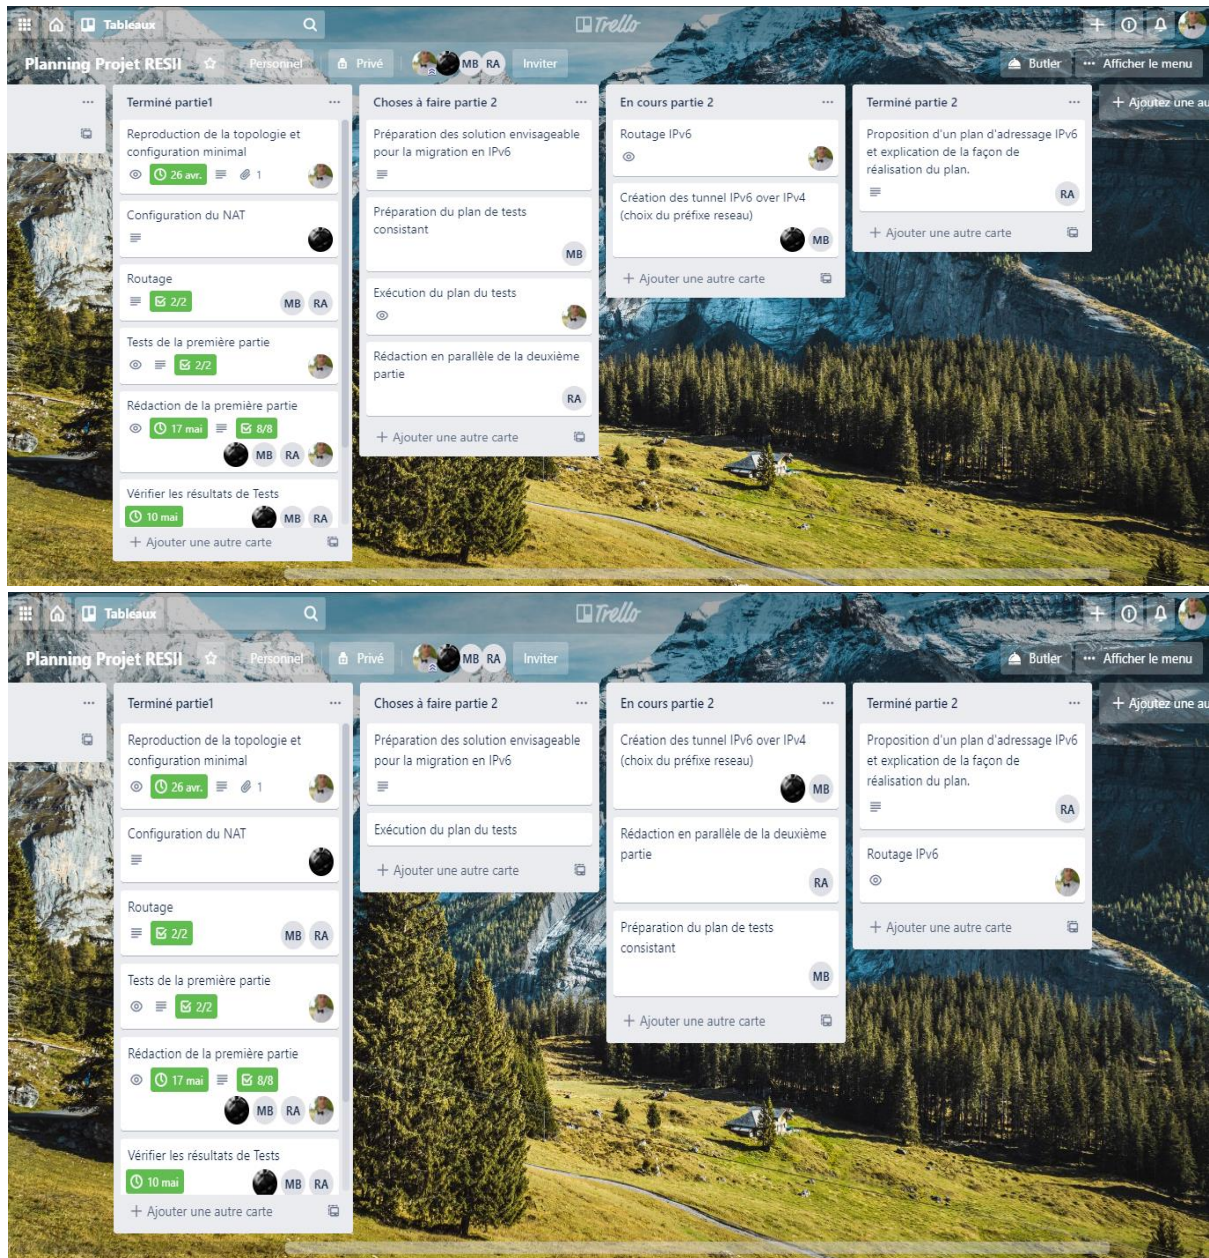 Tableaux
Trello
Planning Projet RESII
Personnel
Privé
MB RA
Inviter
Butler
Afficher le menu
Terminé partie1
Reproduction de la topologie et
configuration minimal
26 avr.
1
Configuration du NAT
Routage
2/2
MB RA
Tests de la première partie
2/2
Rédaction de la première partie
17 mai
8/8
MB RA
Vérifier les résultats de Tests
10 mai
MB RA
+ Ajouter une autre carte
Choses à faire partie 2
Préparation des solution envisageable
pour la migration en IPv6
Préparation du plan de tests
consistant
MB
Exécution du plan du tests
Rédaction en parallèle de la deuxième
partie
RA
+ Ajouter une autre carte
En cours partie 2
Routage IPv6
Création des tunnel IPv6 over IPv4
(choix du préfixe reseau)
MB
+ Ajouter une autre carte
Terminé partie 2
Proposition d'un plan d'adressage IPv6
et explication de la façon de
réalisation du plan.
RA
+ Ajouter une autre carte
+ Ajoutez une au
Tableaux
Trello
Planning Projet RESII
Personnel
Privé
MB RA
Inviter
Butler
Afficher le menu
Terminé partie1
Reproduction de la topologie et
configuration minimal
26 avr.
1
Configuration du NAT
Routage
2/2
MB RA
Tests de la première partie
2/2
Rédaction de la première partie
17 mai
8/8
MB RA
Vérifier les résultats de Tests
10 mai
MB RA
+ Ajouter une autre carte
Choses à faire partie 2
Préparation des solution envisageable
pour la migration en IPv6
Exécution du plan du tests
+ Ajouter une autre carte
En cours partie 2
Création des tunnel IPv6 over IPv4
(choix du préfixe reseau)
MB
Rédaction en parallèle de la deuxième
partie
RA
Préparation du plan de tests
consistant
MB
+ Ajouter une autre carte
Terminé partie 2
Proposition d'un plan d'adressage IPv6
et explication de la façon de
réalisation du plan.
RA
Routage IPv6
+ Ajouter une autre carte
+ Ajoutez une au